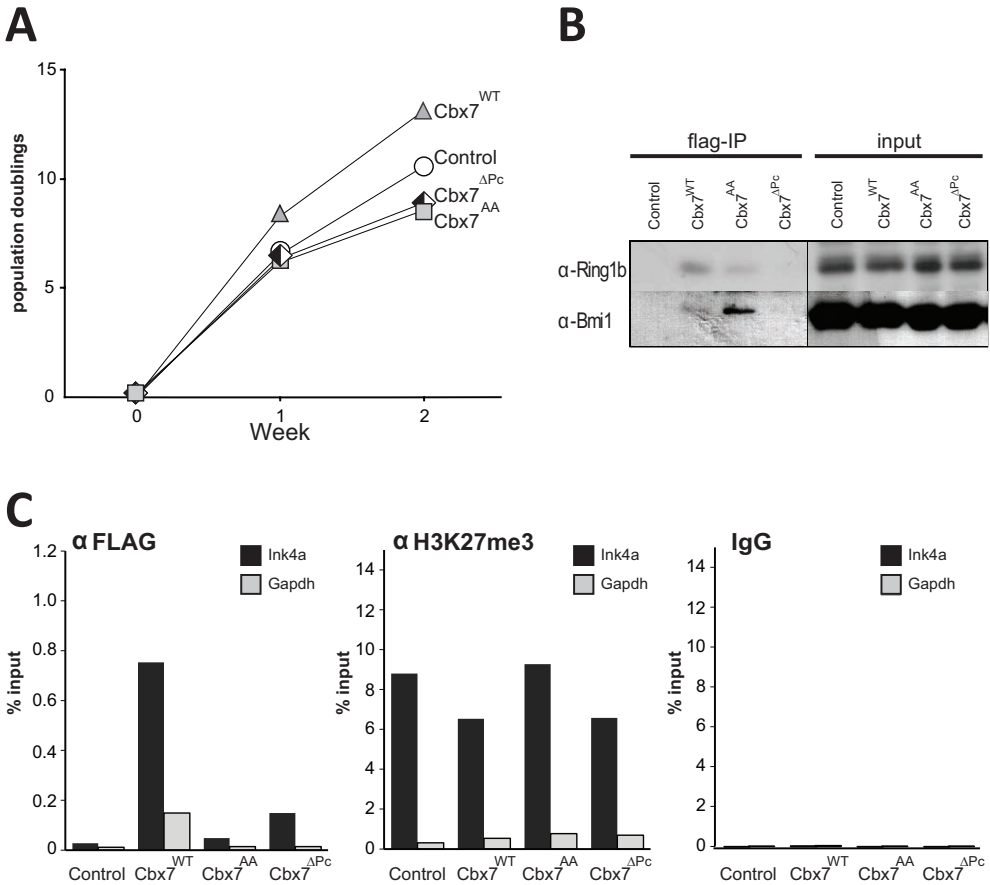 A
15
10
5
0
population doublings
0
1
2
Week
Cbx7WT
Control
Cbx7ΔPc
Cbx7AA
B
flag-IP
input
Control
Cbx7WT
Cbx7AA
Cbx7ΔPc
Control
Cbx7WT
Cbx7AA
Cbx7ΔPc
α-Ring1b
α-Bmi1
C
α FLAG
Ink4a
Gapdh
% input
1.2
1.0
0.8
0.6
0.4
0.2
0
Control Cbx7WT Cbx7AA Cbx7ΔPc
α H3K27me3
Ink4a
Gapdh
% input
14
12
10
8
6
4
2
0
Control Cbx7WT Cbx7AA Cbx7ΔPc
IgG
Ink4a
Gapdh
% input
14
12
10
8
6
4
2
0
Control Cbx7WT Cbx7AA Cbx7ΔPc